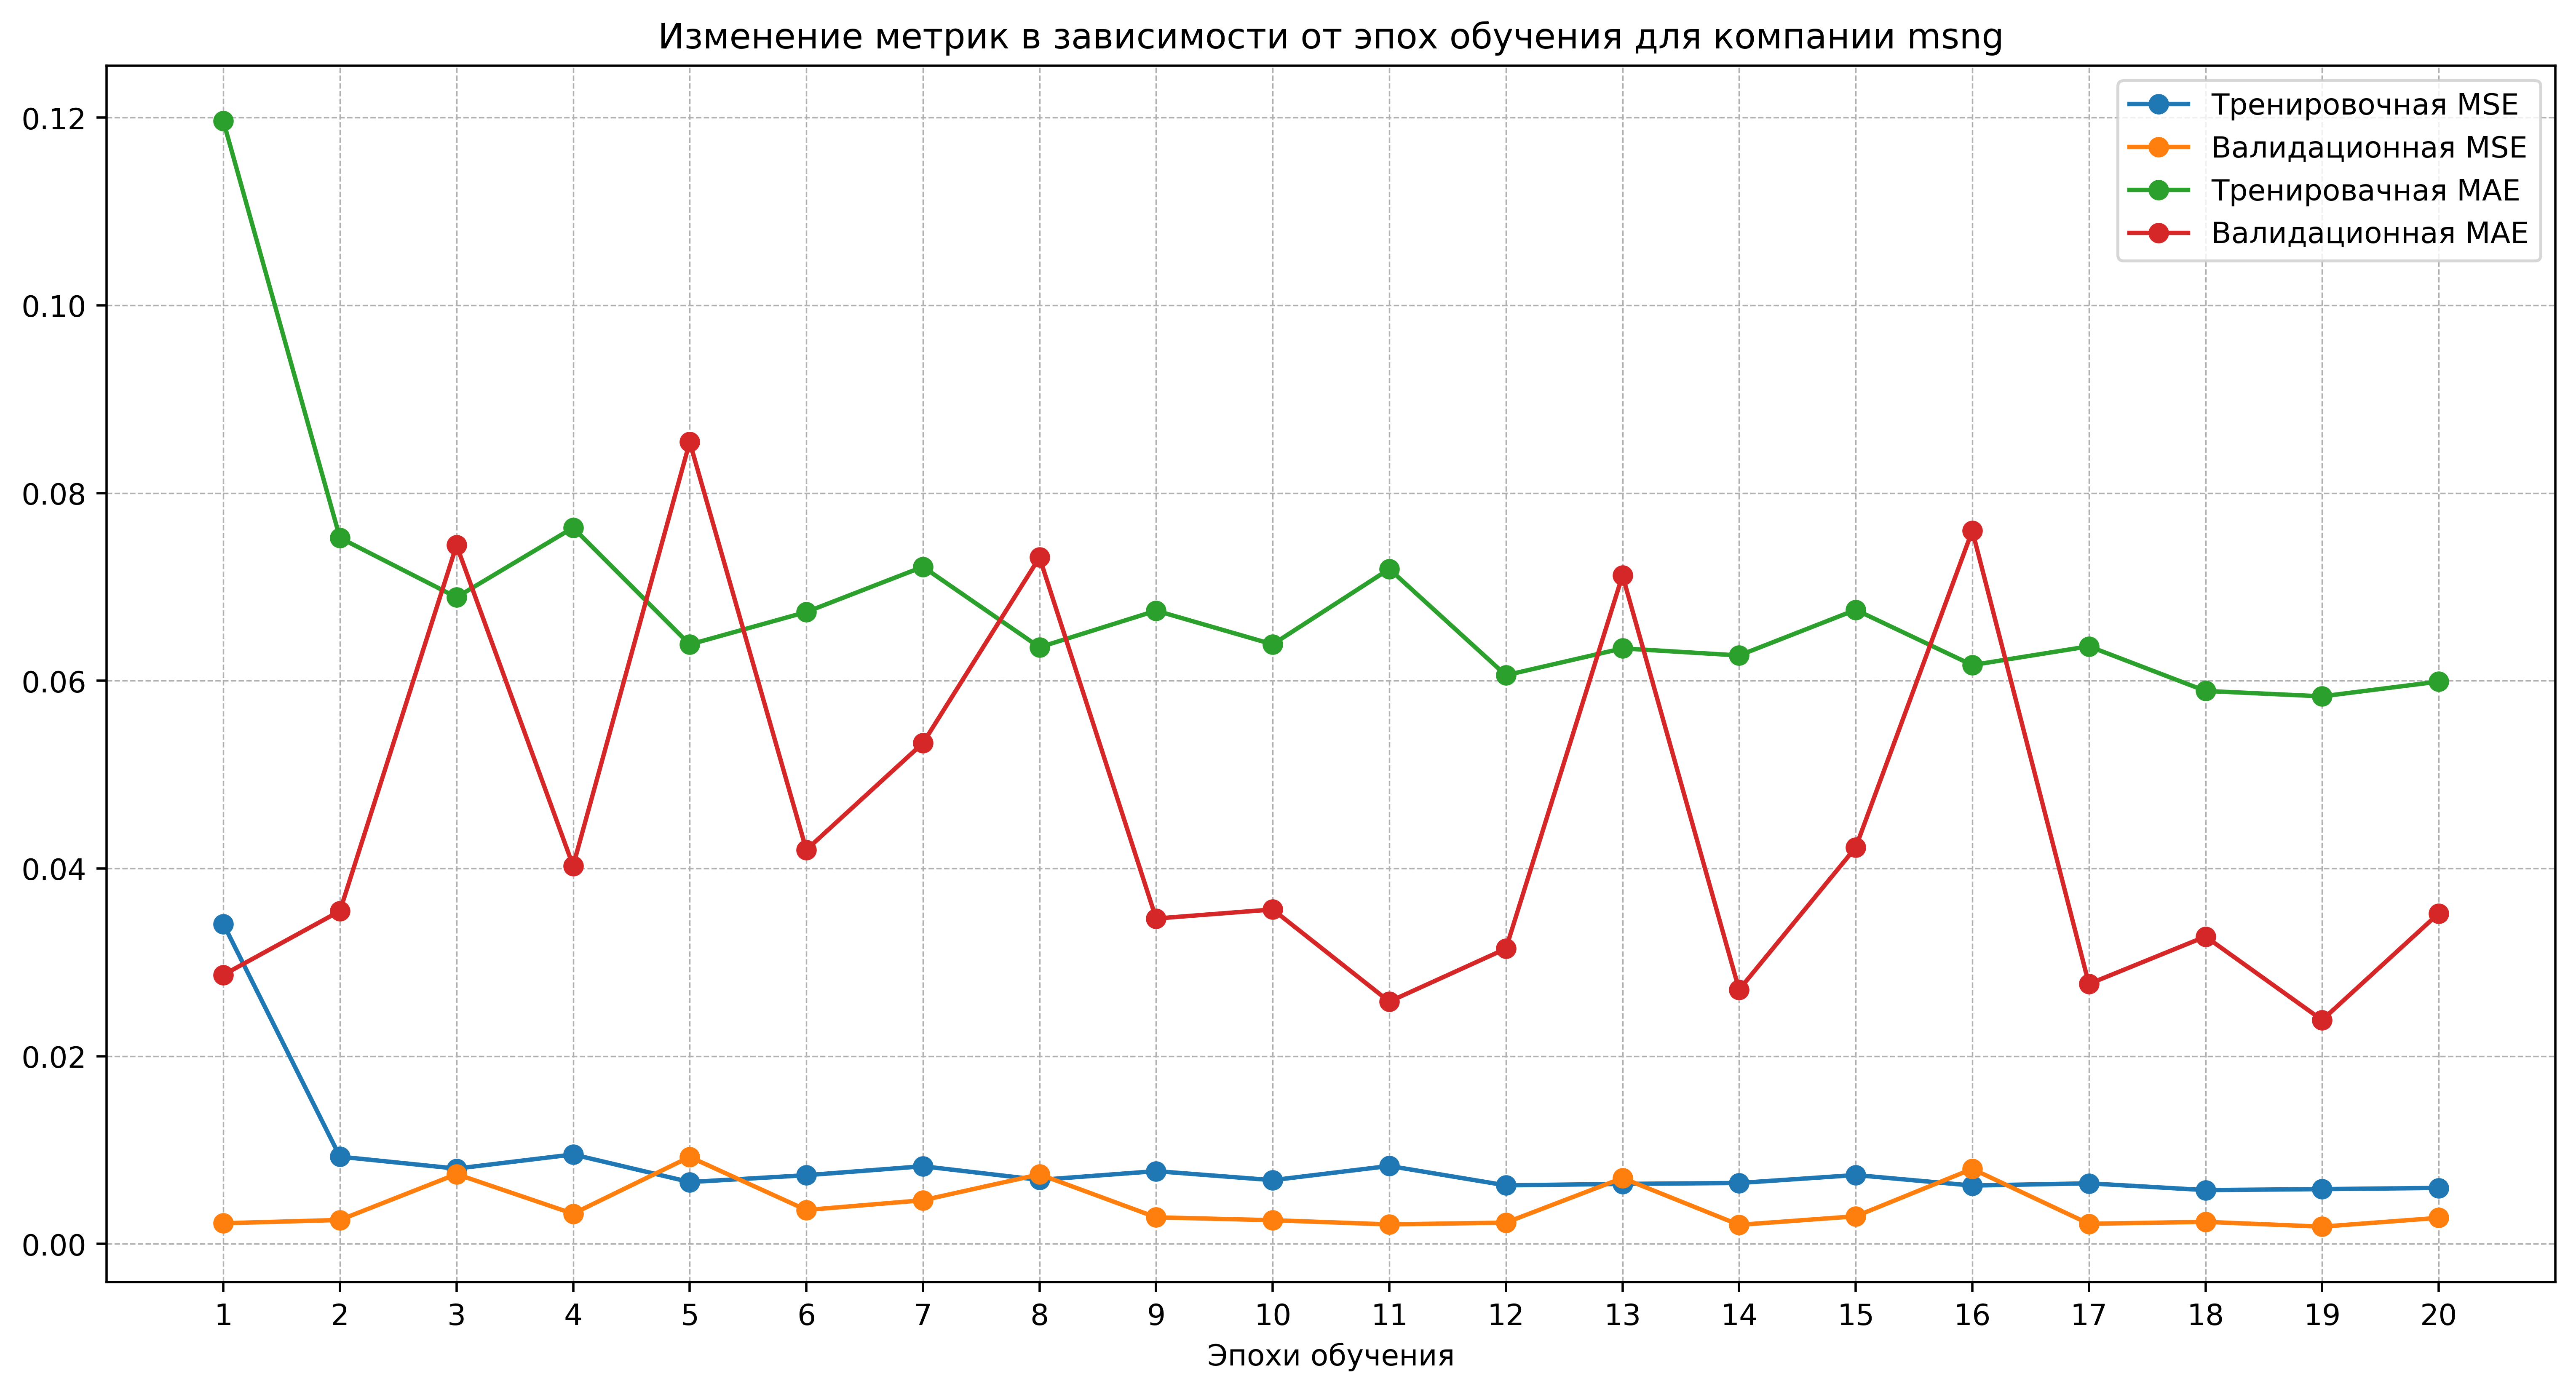 Изменение метрик в зависимости от эпох обучения для компании msng
Тренировочная MSE
Валидационная MSE
Тренировачная MAE
Валидационная MAE
0.12
0.10
0.08
0.06
0.04
0.02
0.00
1 2 3 4 5 6 7 8 9 10 11 12 13 14 15 16 17 18 19 20
Эпохи обучения